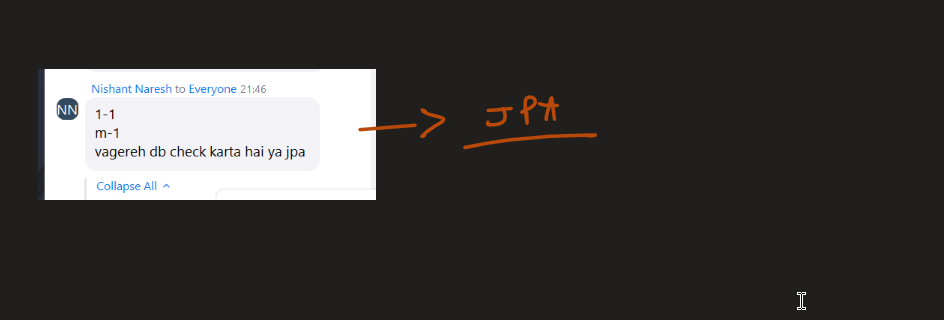 Nishant Naresh to Everyone 21:46
NN
1-1
m-1
vagereh db check karta hai ya jpa
Collapse All
JPA